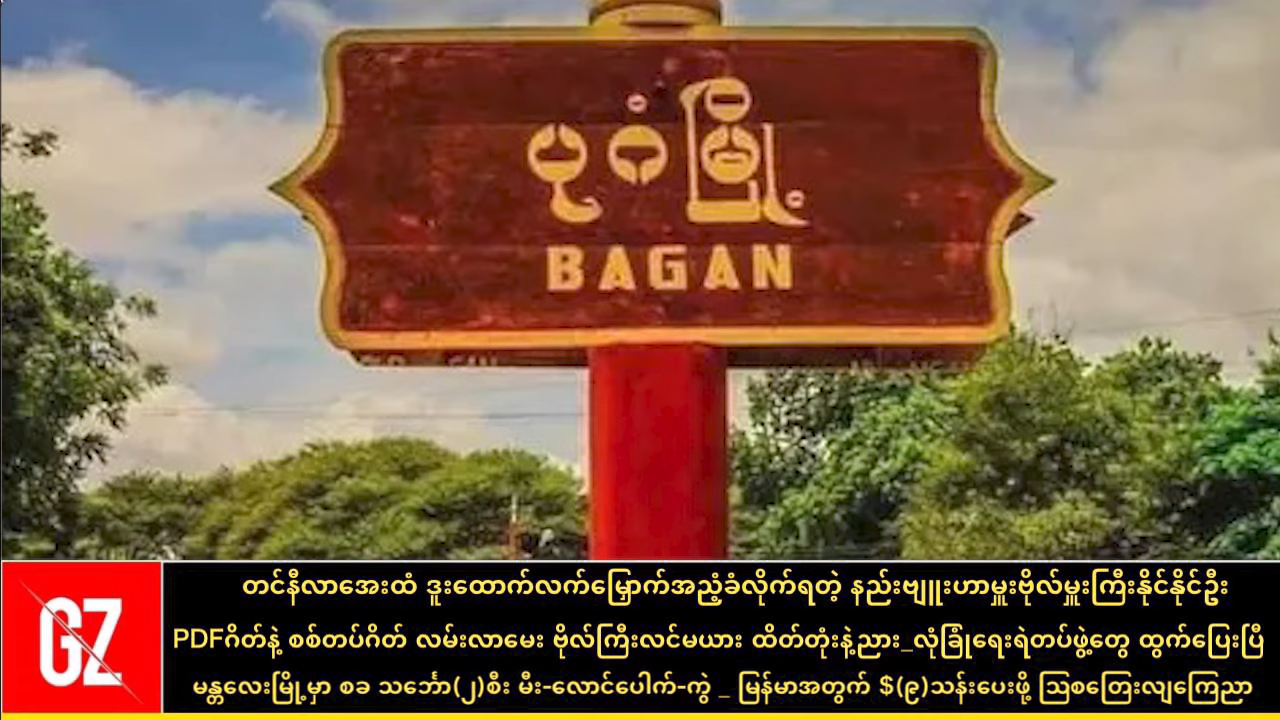 ပုဂံမြို့
BAGAN
GZ
တင်နီလာအေးထံ ဒူးထောက်လက်မြှောက်အညံ့ခံလိုက်ရတဲ့ နည်းဗျူးဟာမှူးဗိုလ်မှူးကြီးနိုင်နိုင်ဦး
PDFဂိတ်နဲ့ စစ်တပ်ဂိတ် လမ်းလာမေး ဗိုလ်ကြီးလင်မယား ထိတ်တုံးနဲ့ညား_လုံခြုံရေးရဲတပ်ဖွဲ့တွေ ထွက်ပြေးပြီ
မန္တလေးမြို့မှာ စခ သင်္ဘော(၂)စီး မီး-လောင်ပေါက်-ကွဲ _ မြန်မာအတွက် $(၉)သန်းပေးဖို့ ဩစတြေးလျကြေညာ